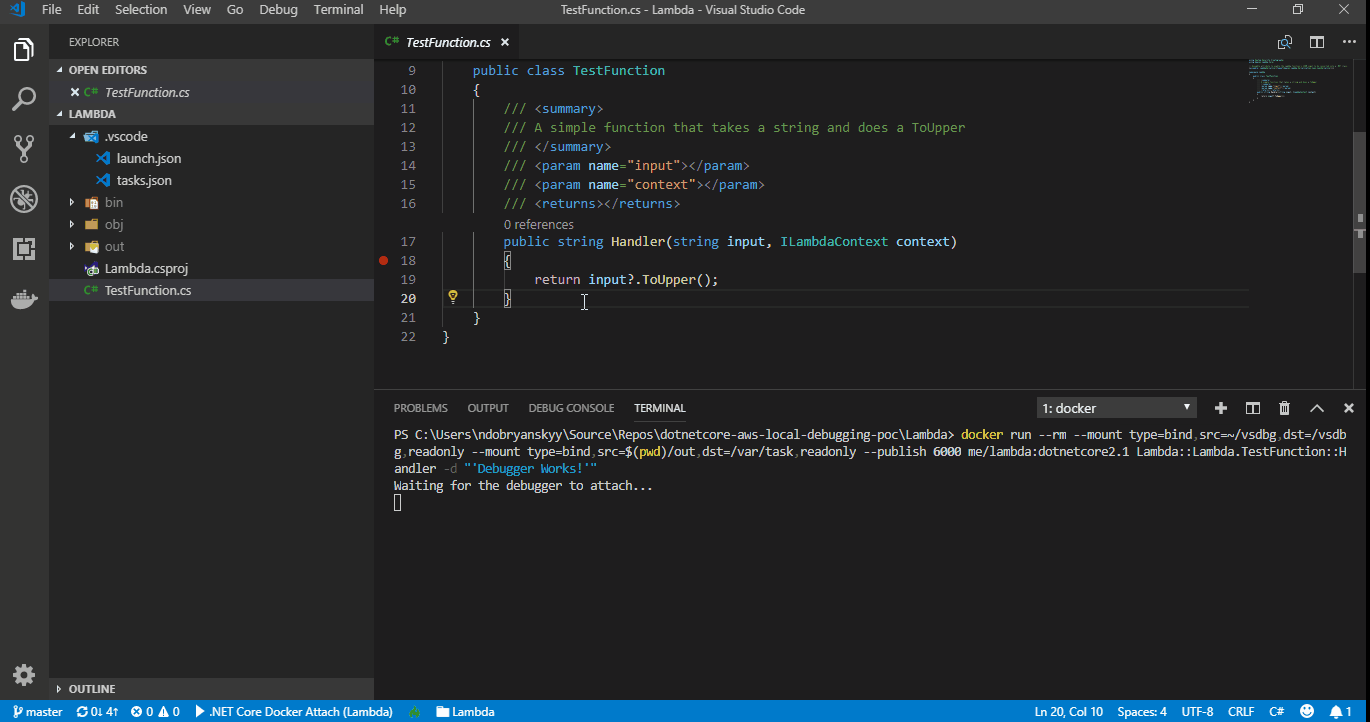 File Edit Selection View Go Debug Terminal Help TestFunction.cs - Lambda - Visual Studio Code
EXPLORER
OPEN EDITORS
C# TestFunction.cs
LAMBDA
.vscode
launch.json
tasks.json
bin
obj
out
Lambda.csproj
C# TestFunction.cs
OUTLINE
C# TestFunction.cs
9 public class TestFunction
10 {
11 /// <summary>
12 /// A simple function that takes a string and does a ToUpper
13 /// </summary>
14 /// <param name="input"></param>
15 /// <param name="context"></param>
16 /// <returns></returns>
0 references
17 public string Handler(string input, ILambdaContext context)
18 {
19 return input?.ToUpper();
20 }
21 }
22 }
PROBLEMS OUTPUT DEBUG CONSOLE TERMINAL 1: docker
PS C:\Users\ndobryanskyy\Source\Repos\dotnetcore-aws-local-debugging-poc\Lambda> docker run --rm --mount type=bind,src=~/vsdbg,dst=/vsdb
g,readonly --mount type=bind,src=$(pwd)/out,dst=/var/task,readonly --publish 6000 me/lambda:dotnetcore2.1 Lambda::Lambda.TestFunction::H
andler -d "'Debugger Works!'"
Waiting for the debugger to attach...
master 0↓ 4↑ 0 0 .NET Core Docker Attach (Lambda) Lambda Ln 20, Col 10 Spaces: 4 UTF-8 CRLF C# 1